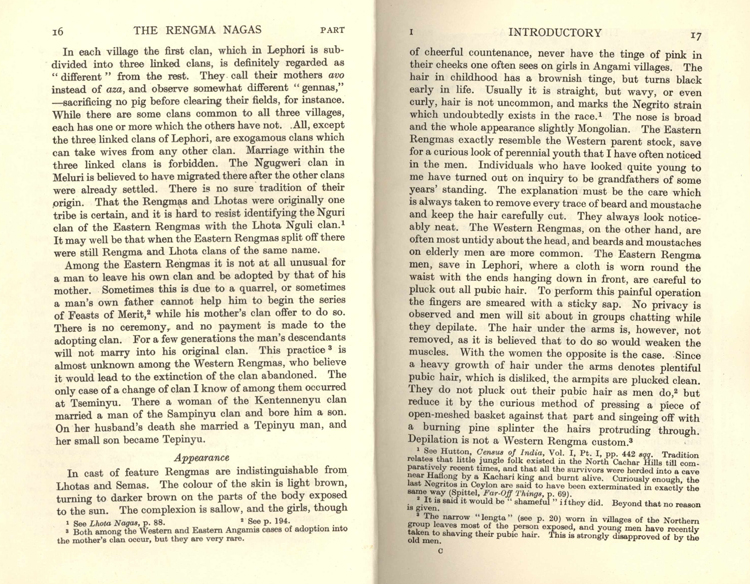 16 THE RENGMA NAGAS PART
In each village the first clan, which in Lephori is sub-
divided into three linked clans, is definitely regarded as
“different” from the rest. They call their mothers avo
instead of aza, and observe somewhat different “gennas,”
—sacrificing no pig before clearing their fields, for instance.
While there are some clans common to all three villages,
each has one or more which the others have not. All, except
the three linked clans of Lephori, are exogamous clans which
can take wives from any other clan. Marriage within the
three linked clans is forbidden. The Ngugweri clan in
Meluri is believed to have migrated there after the other clans
were already settled. There is no sure tradition of their
origin. That the Rengmas and Lhotas were originally one
tribe is certain, and it is hard to resist identifying the Nguri
clan of the Eastern Rengmas with the Lhota Nguli clan.¹
It may well be that when the Eastern Rengmas split off there
were still Rengma and Lhota clans of the same name.
Among the Eastern Rengmas it is not at all unusual for
a man to leave his own clan and be adopted by that of his
mother. Sometimes this is due to a quarrel, or sometimes
a man's own father cannot help him to begin the series
of Feasts of Merit,² while his mother's clan offer to do so.
There is no ceremony, and no payment is made to the
adopting clan. For a few generations the man's descendants
will not marry into his original clan. This practice ³ is
almost unknown among the Western Rengmas, who believe
it would lead to the extinction of the clan abandoned. The
only case of a change of clan I know of among them occurred
at Tseminyu. There a woman of the Kentennenyu clan
married a man of the Sampinyu clan and bore him a son.
On her husband's death she married a Tepinyu man, and
her small son became Tepinyu.
Appearance
In cast of feature Rengmas are indistinguishable from
Lhotas and Semas. The colour of the skin is light brown,
turning to darker brown on the parts of the body exposed
to the sun. The complexion is sallow, and the girls, though
¹ See Lhota Nagas, p. 88. ² See p. 194.
³ Both among the Western and Eastern Angamis cases of adoption into
the mother's clan occur, but they are very rare.
I INTRODUCTORY 17
of cheerful countenance, never have the tinge of pink in
their cheeks one often sees on girls in Angami villages. The
hair in childhood has a brownish tinge, but turns black
early in life. Usually it is straight, but wavy, or even
curly, hair is not uncommon, and marks the Negrito strain
which undoubtedly exists in the race.¹ The nose is broad
and the whole appearance slightly Mongolian. The Eastern
Rengmas exactly resemble the Western parent stock, save
for a curious look of perennial youth that I have often noticed
in the men. Individuals who have looked quite young to
me have turned out on inquiry to be grandfathers of some
years' standing. The explanation must be the care which
is always taken to remove every trace of beard and moustache
and keep the hair carefully cut. They always look notice-
ably neat. The Western Rengmas, on the other hand, are
often most untidy about the head, and beards and moustaches
on elderly men are more common. The Eastern Rengma
men, save in Lephori, where a cloth is worn round the
waist with the ends hanging down in front, are careful to
pluck out all pubic hair. To perform this painful operation
the fingers are smeared with a sticky sap. No privacy is
observed and men will sit about in groups chatting while
they depilate. The hair under the arms is, however, not
removed, as it is believed that to do so would weaken the
muscles. With the women the opposite is the case. Since
a heavy growth of hair under the arms denotes plentiful
pubic hair, which is disliked, the armpits are plucked clean.
They do not pluck out their pubic hair as men do,² but
reduce it by the curious method of pressing a piece of
open-meshed basket against that part and singeing off with
a burning pine splinter the hairs protruding through.
Depilation is not a Western Rengma custom.³
¹ See Hutton, Census of India, Vol. I, Pt. I, pp. 442 sqq. Tradition
relates that little jungle folk existed in the North Cachar Hills till com-
paratively recent times, and that all the survivors were herded into a cave
near Haflong by a Kachari king and burnt alive. Curiously enough, the
last Negritos in Ceylon are said to have been exterminated in exactly the
same way (Spittel, Far-Off Things, p. 69).
² It is said it would be “shameful” if they did. Beyond that no reason
is given.
³ The narrow “lengta” (see p. 20) worn in villages of the Northern
group leaves most of the person exposed, and young men have recently
taken to shaving their pubic hair. This is strongly disapproved of by the
old men.
C